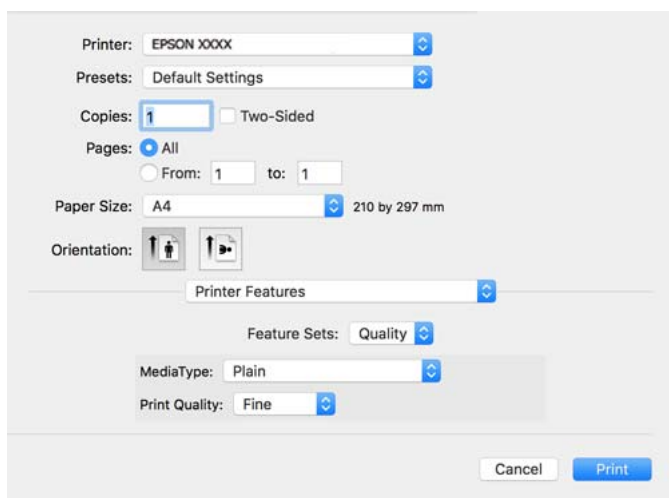 Printer: EPSON XXXX
Presets: Default Settings
Copies: 1 Two-Sided
Pages: All
From: 1 to: 1
Paper Size: A4 210 by 297 mm
Orientation:
Printer Features
Feature Sets: Quality
MediaType: Plain
Print Quality: Fine
Cancel Print